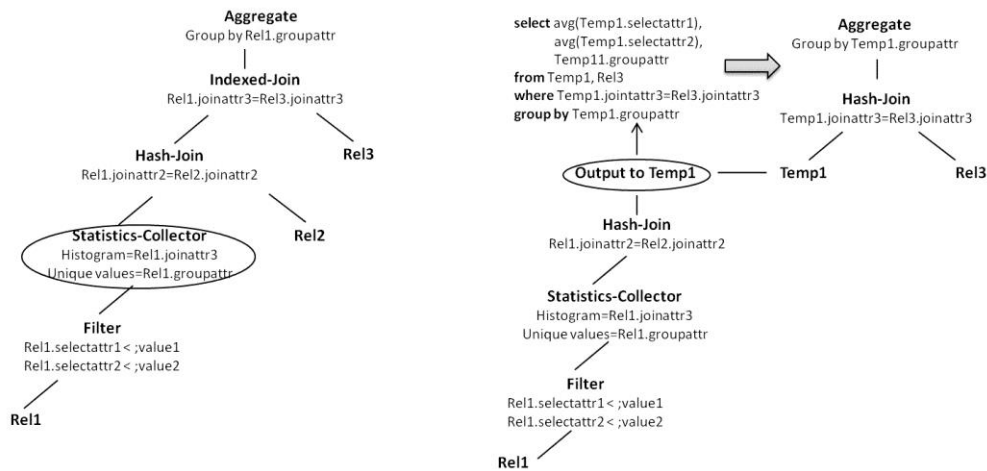 Aggregate
Group by Rel1.groupattr
Indexed-Join
Rel1.joinattr3=Rel3.joinattr3
Hash-Join
Rel1.joinattr2=Rel2.joinattr2
Rel3
Statistics-Collector
Histogram=Rel1.joinattr3
Unique values=Rel1.groupattr
Rel2
Filter
Rel1.selectattr1 < ;value1
Rel1.selectattr2 < ;value2
Rel1
select avg(Temp1.selectattr1),
avg(Temp1.selectattr2),
Temp11.groupattr
from Temp1, Rel3
where Temp1.jointattr3=Rel3.jointattr3
group by Temp1.groupattr
Aggregate
Group by Temp1.groupattr
Hash-Join
Temp1.joinattr3=Rel3.joinattr3
Output to Temp1
Temp1
Rel3
Hash-Join
Rel1.joinattr2=Rel2.joinattr2
Statistics-Collector
Histogram=Rel1.joinattr3
Unique values=Rel1.groupattr
Filter
Rel1.selectattr1 < ;value1
Rel1.selectattr2 < ;value2
Rel1